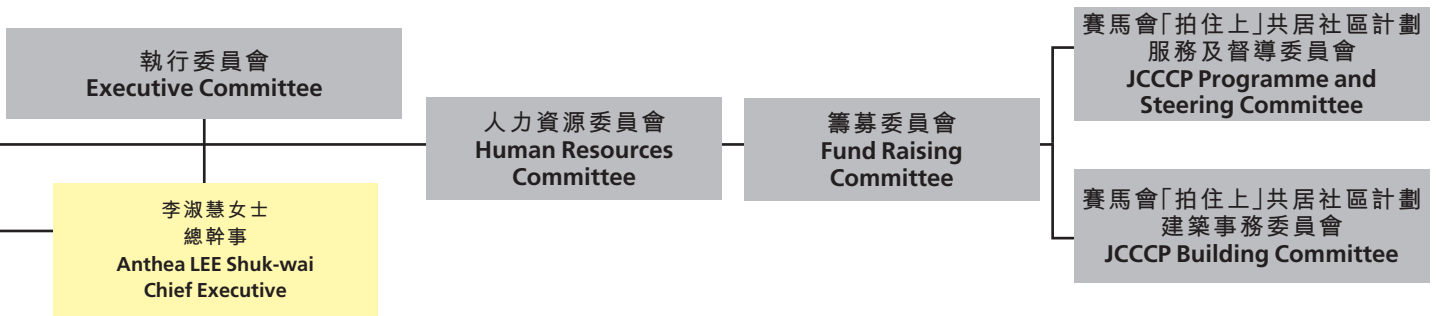 執行委員會
Executive Committee
李淑慧女士
總幹事
Anthea LEE Shuk-wai
Chief Executive
人力資源委員會
Human Resources
Committee
籌募委員會
Fund Raising
Committee
賽馬會「拍住上」共居社區計劃
服務及督導委員會
JCCCP Programme and
Steering Committee
賽馬會「拍住上」共居社區計劃
建築事務委員會
JCCCP Building Committee